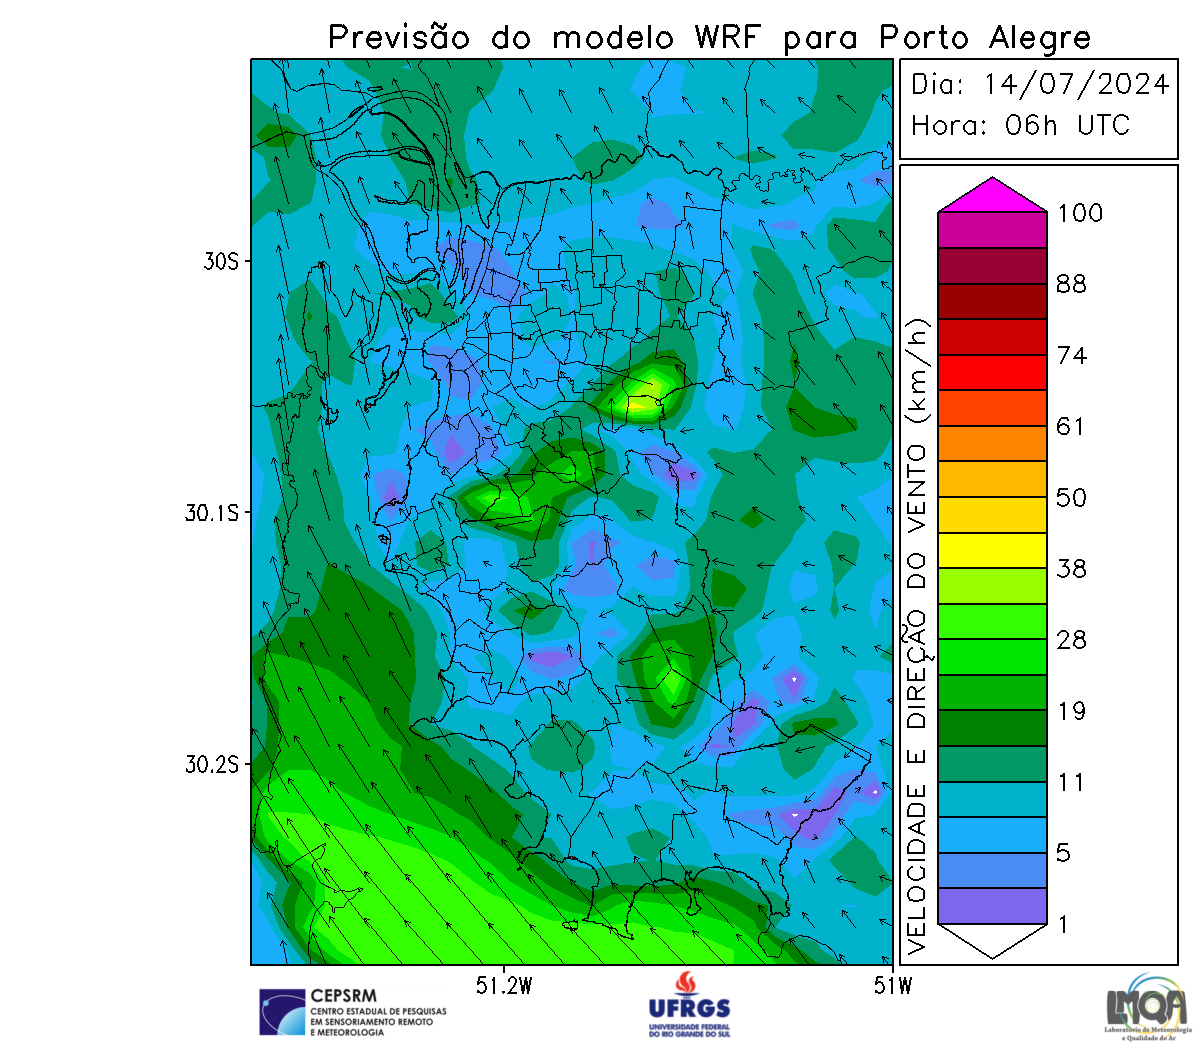 Previsão do modelo WRF para Porto Alegre
Dia: 14/07/2024
Hora: 06h UTC
100
88
74
61
50
38
28
19
11
5
1
VELOCIDADE E DIREÇÃO DO VENTO (km/h)
30S
30.1S
30.2S
51.2W
51W
CEPSRM
CENTRO ESTADUAL DE PESQUISAS
EM SENSORIAMENTO REMOTO
E METEOROLOGIA
UFRGS
UNIVERSIDADE FEDERAL
DO RIO GRANDE DO SUL
LMQA
Laboratório de Meteorologia
e Qualidade do Ar